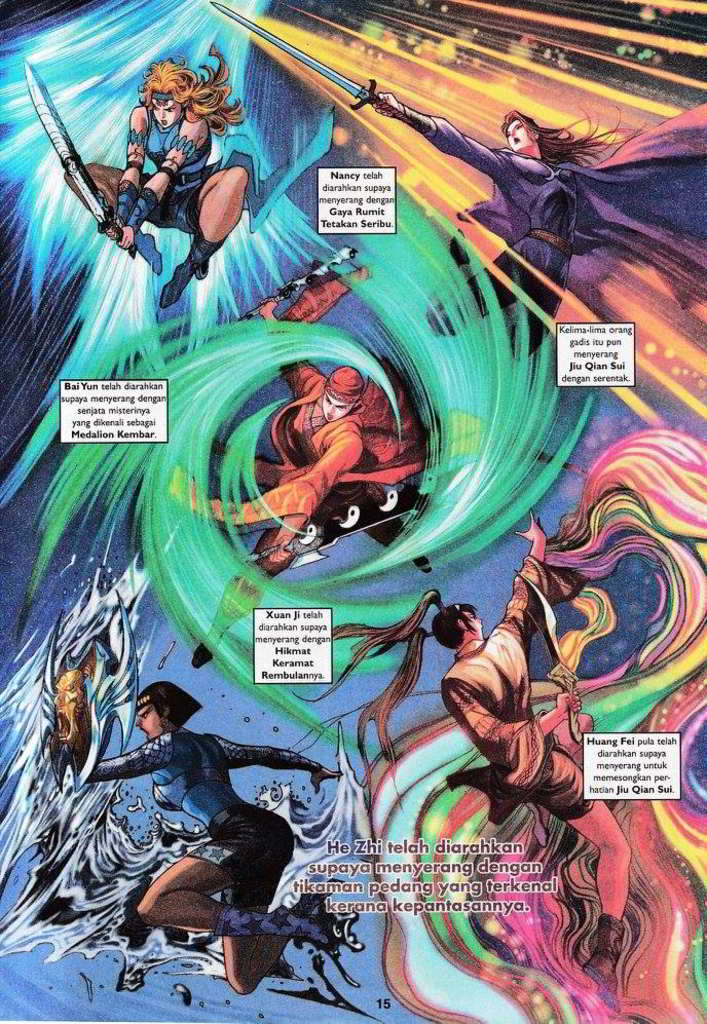 Nancy telah
diarahkan supaya
menyerang dengan
Gaya Rumit
Tetakan Seribu.
Kelima-lima orang
gadis itu pun
menyerang
Jiu Qian Sui
dengan serentak.
Bai Yun telah diarahkan
supaya menyerang dengan
senjata misterinya
yang dikenali sebagai
Medalion Kembar.
Xuan Ji telah
diarahkan supaya
menyerang dengan
Hikmat
Keramat
Rembulannya.
Huang Fei pula telah
diarahkan supaya
menyerang untuk
memesongkan per-
hatian Jiu Qian Sui.
He Zhi telah diarahkan
supaya menyerang dengan
tikaman pedang yang terkenal
kerana kepantasannya.
15